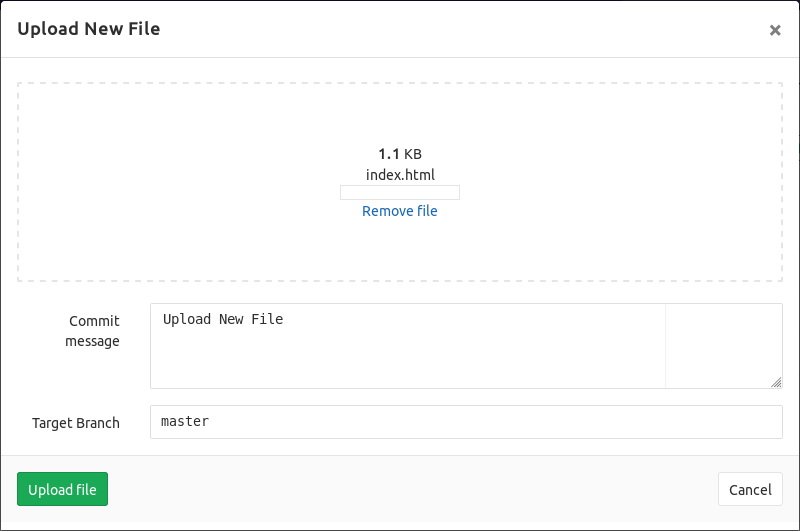 Upload New File
×
1.1 KB
index.html
Remove file
Commit
message
Upload New File
Target Branch
master
Upload file
Cancel